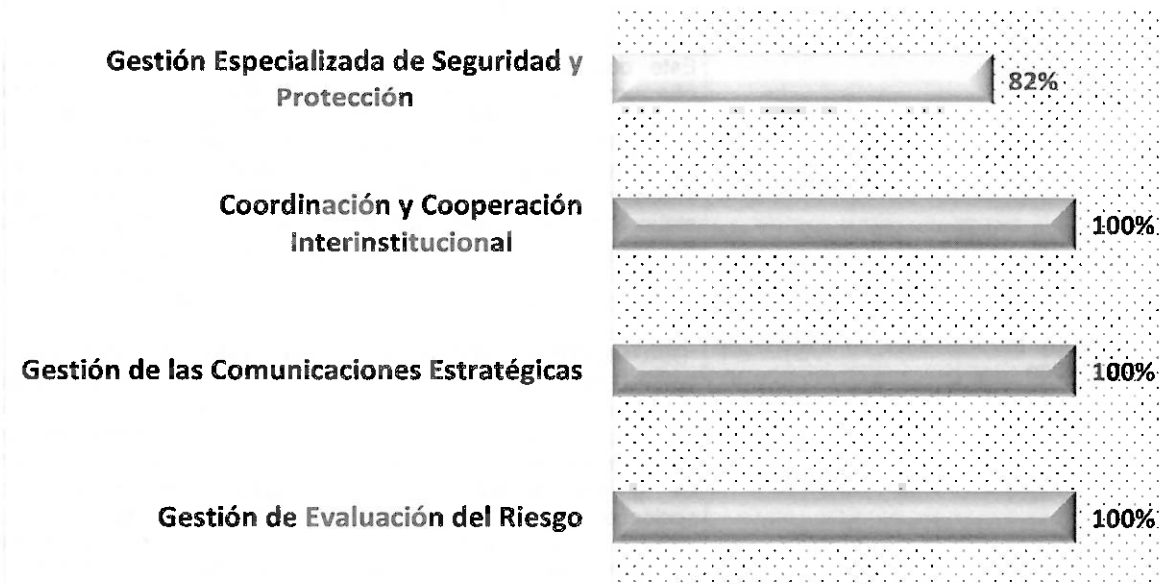 Gestión Especializada de Seguridad y
Protección
82%
Coordinación y Cooperación
Interinstitucional
100%
Gestión de las Comunicaciones Estratégicas
100%
Gestión de Evaluación del Riesgo
100%